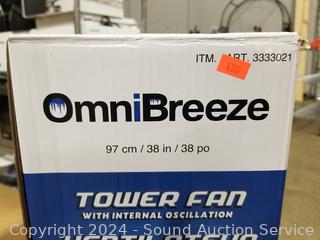 ITM. / ART. 3333021
OmniBreeze
97 cm / 38 in / 38 po
TOWER FAN
WITH INTERNAL OSCILLATION
Copyright 2024 - Sound Auction Service